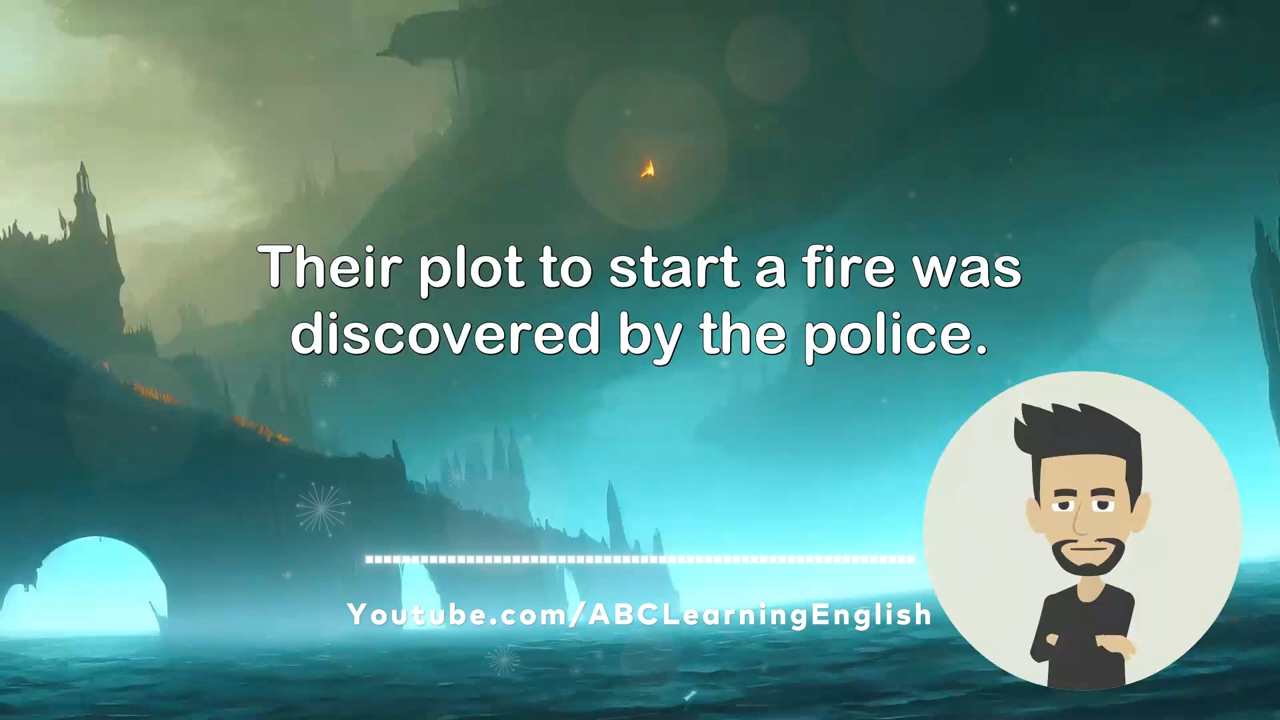 Their plot to start a fire was
discovered by the police.
Youtube.com/ABCLearningEnglish